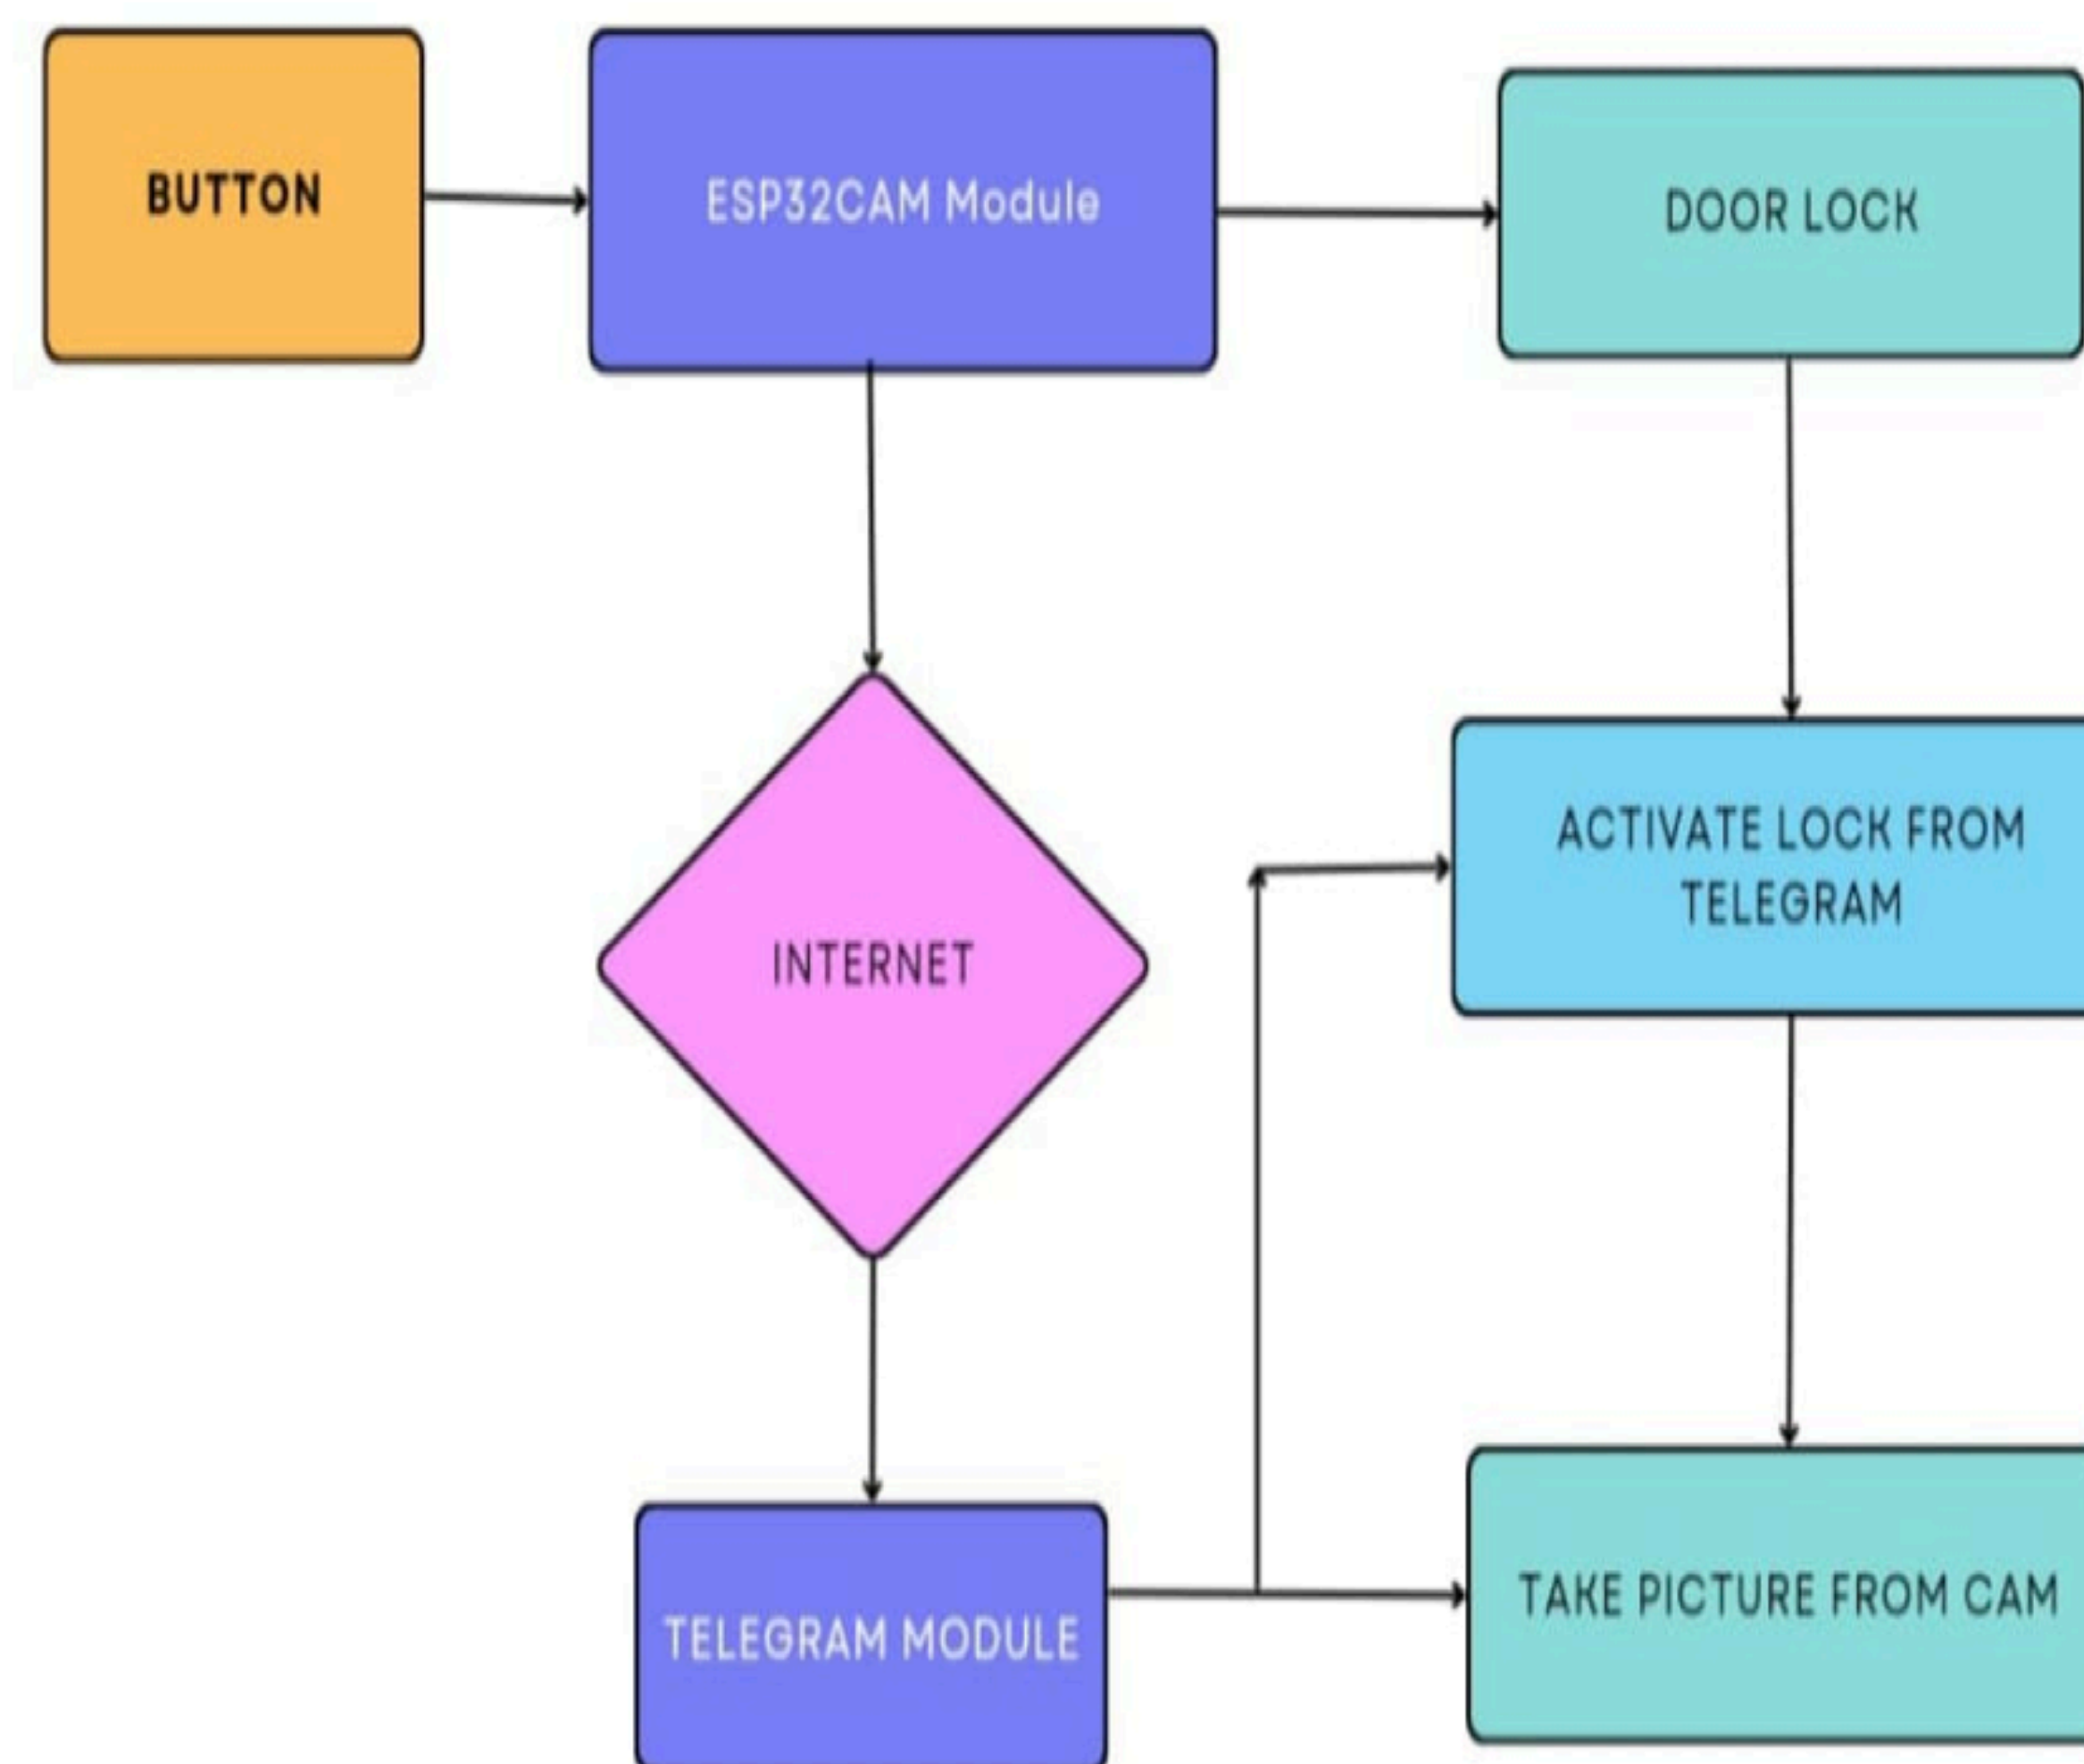 BUTTON
ESP32CAM Module
DOOR LOCK
INTERNET
ACTIVATE LOCK FROM
TELEGRAM
TELEGRAM MODULE
TAKE PICTURE FROM CAM